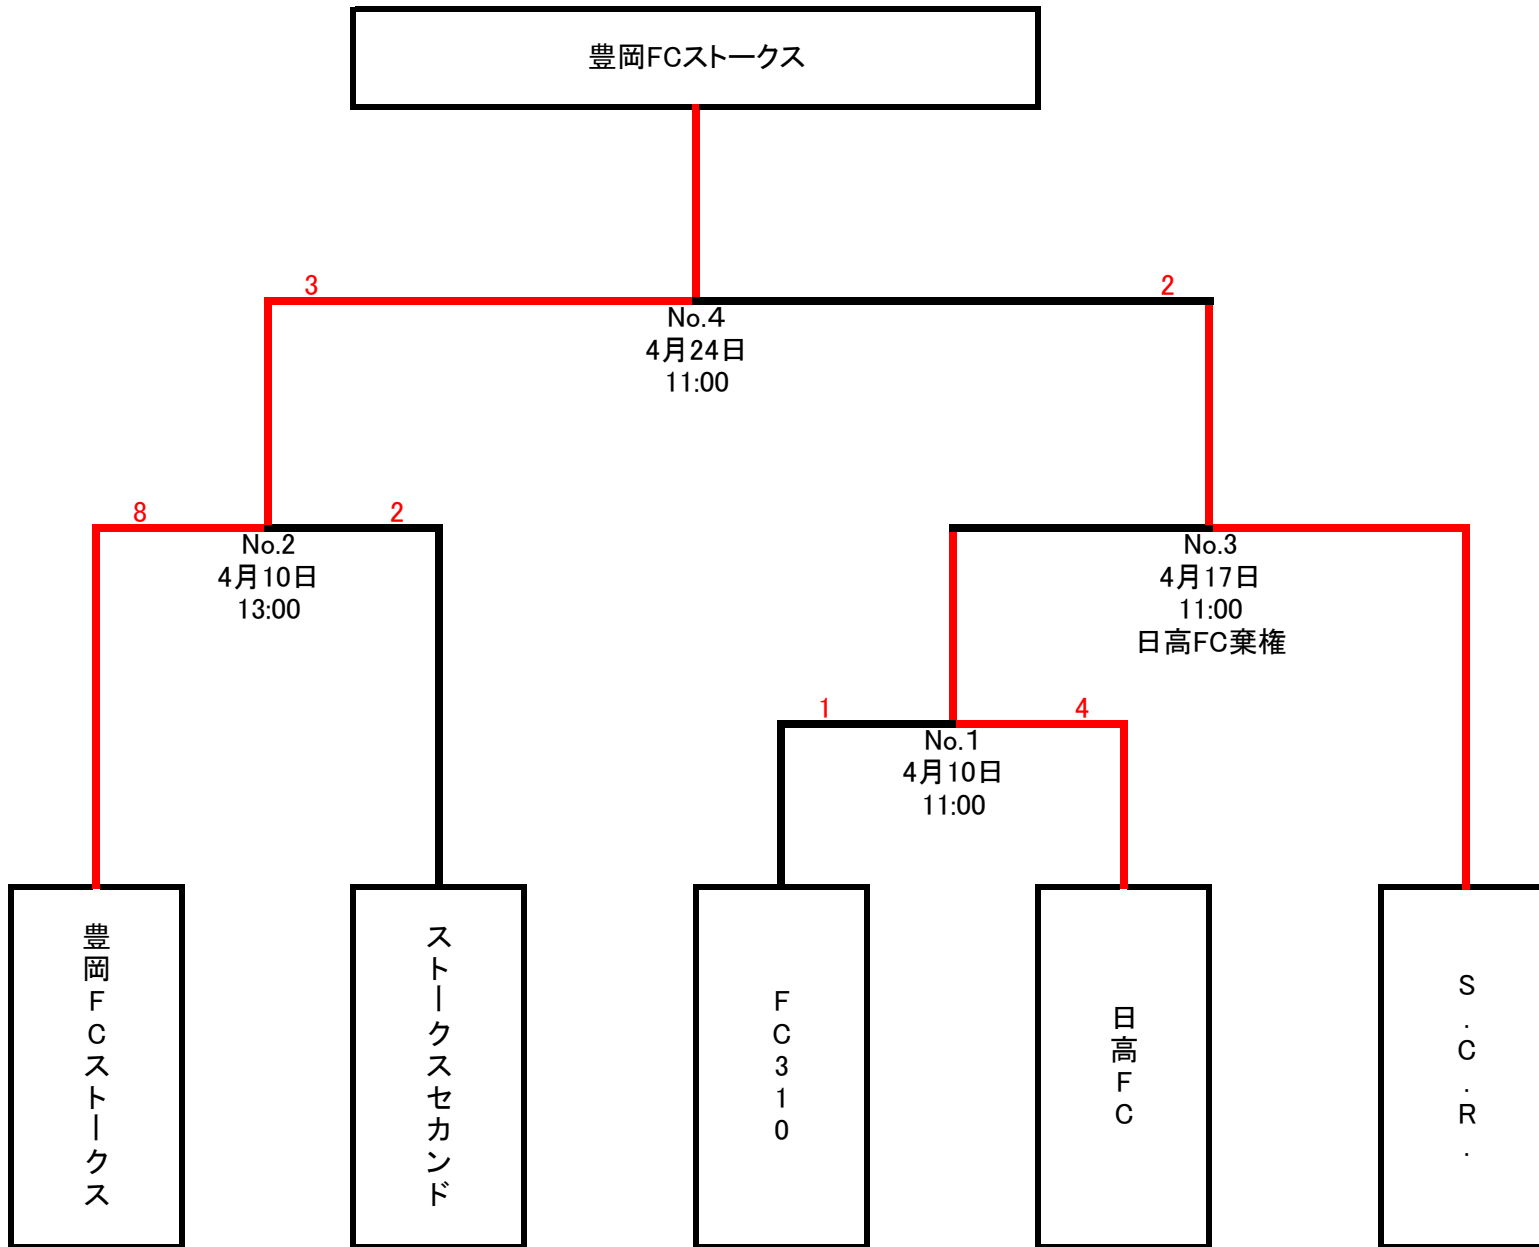 豊岡FCストークス
3
2
No.4
4月24日
11:00
8
2
No.2
4月10日
13:00
No.3
4月17日
11:00
日高FC棄権
1
4
No.1
4月10日
11:00
豊岡FCストークス
ストークスセカンド
FC310
日高FC
S.C.R.